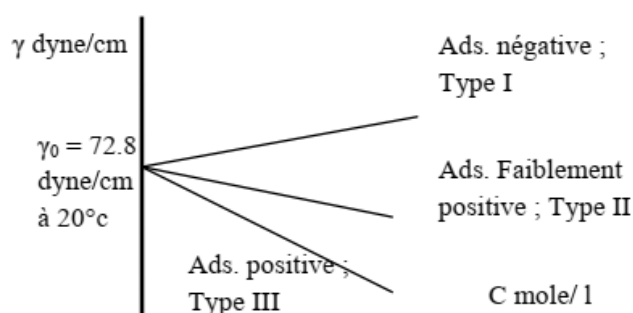 γ dyne/cm
γ₀ = 72.8
dyne/cm
à 20°c
Ads. négative ;
Type I
Ads. Faiblement
positive ; Type II
Ads. positive ;
Type III
C mole/ l